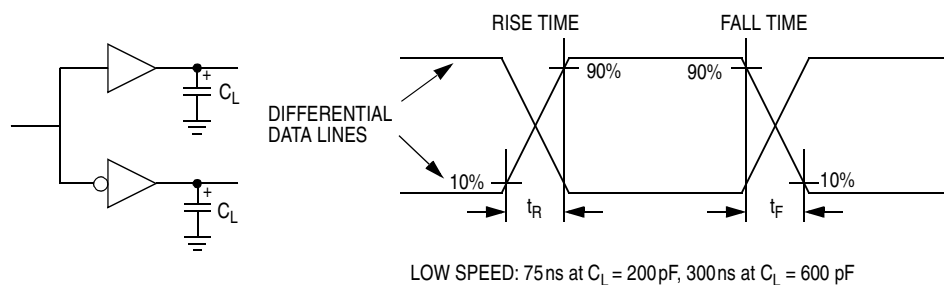 RISE TIME
FALL TIME
+
C_L
90%
90%
DIFFERENTIAL
DATA LINES
10%
10%
+
C_L
t_R
t_F
LOW SPEED: 75ns at C_L = 200pF, 300ns at C_L = 600 pF